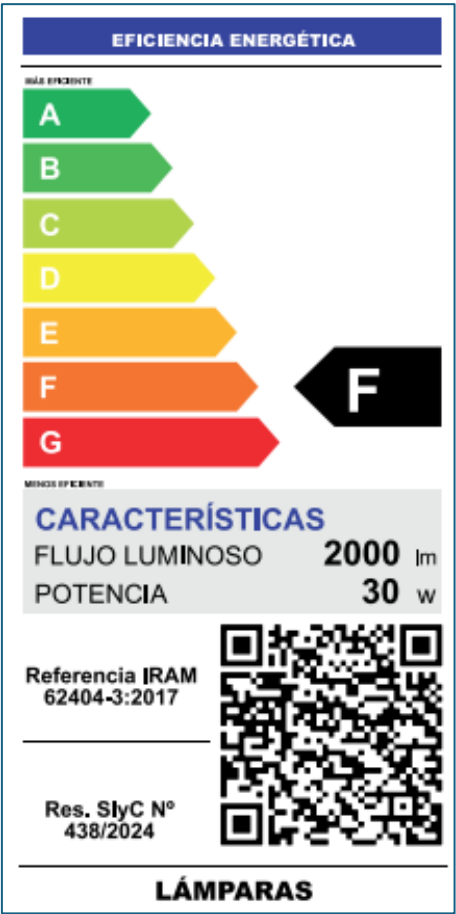 EFICIENCIA ENERGÉTICA
MÁS EFICIENTE
A
B
C
D
E
F
F
G
MENOS EFICIENTE
CARACTERÍSTICAS
FLUJO LUMINOSO 2000 lm
POTENCIA 30 w
Referencia IRAM
62404-3:2017
Res. SIyC Nº
438/2024
LÁMPARAS